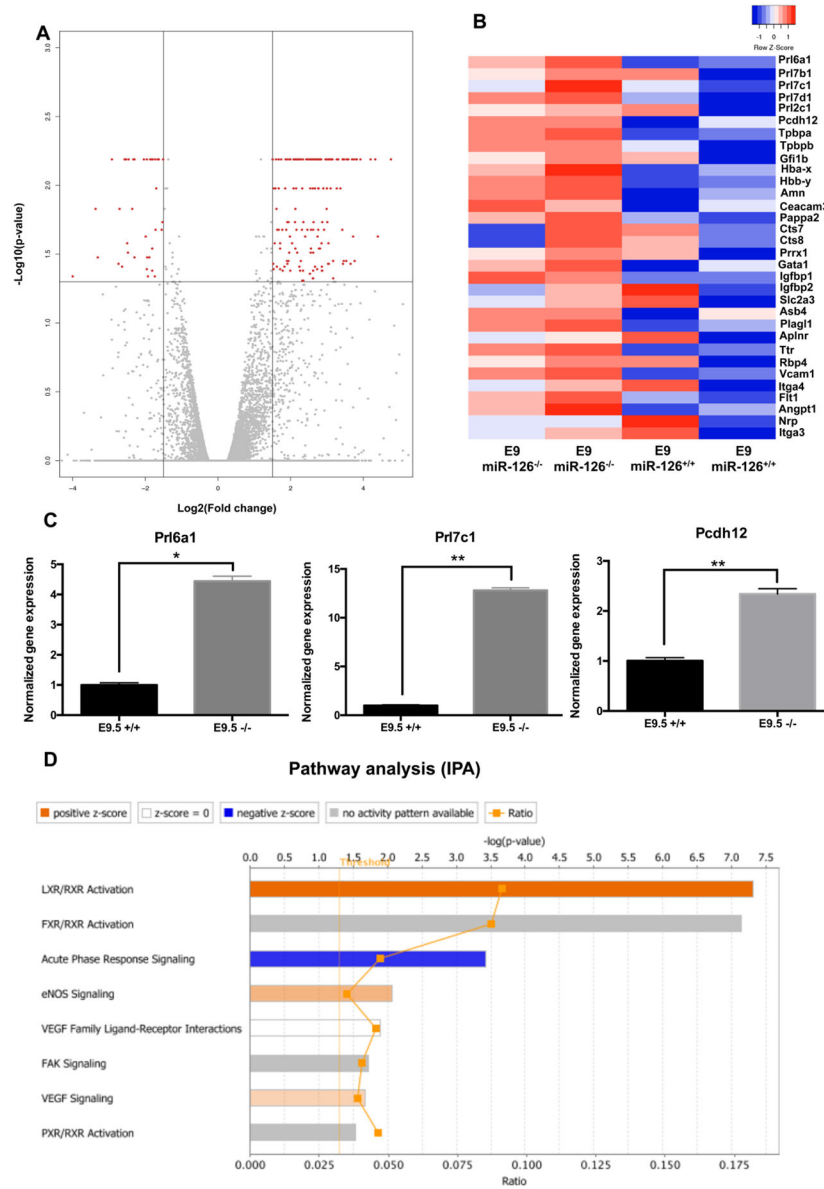 A
3.0
2.5
2.0
1.5
1.0
0.5
0.0
-Log10(p-value)
-4
-2
0
2
4
Log2(Fold change)
B
-1
0
1
Row Z-Score
Prl6a1
Prl7b1
Prl7c1
Prl7d1
Prl2c1
Pcdh12
Tpbpa
Tpbpb
Gfi1b
Hba-x
Hbb-y
Amn
Ceacam3
Pappa2
Cts7
Cts8
Prrx1
Gata1
Igfbp1
Igfbp2
Slc2a3
Asb4
Plagl1
Aplnr
Ttr
Rbp4
Vcam1
Itga4
Flt1
Angpt1
Nrp
Itga3
E9 E9 E9 E9
miR-126-/- miR-126-/- miR-126+/+ miR-126+/+
C
Prl6a1
Normalized gene expression
5
4
3
2
1
0
*
E9.5 +/+ E9.5 -/-
Prl7c1
Normalized gene expression
15
10
5
0
**
E9.5 +/+ E9.5 -/-
Pcdh12
Normalized gene expression
3
2
1
0
**
E9.5 +/+ E9.5 -/-
D
Pathway analysis (IPA)
positive z-score z-score = 0 negative z-score no activity pattern available Ratio
-log(p-value)
0.0 0.5 1.0 1.5 2.0 2.5 3.0 3.5 4.0 4.5 5.0 5.5 6.0 6.5 7.0 7.5
Threshold
LXR/RXR Activation
FXR/RXR Activation
Acute Phase Response Signaling
eNOS Signaling
VEGF Family Ligand-Receptor Interactions
FAK Signaling
VEGF Signaling
PXR/RXR Activation
0.000 0.025 0.050 0.075 0.100 0.125 0.150 0.175
Ratio